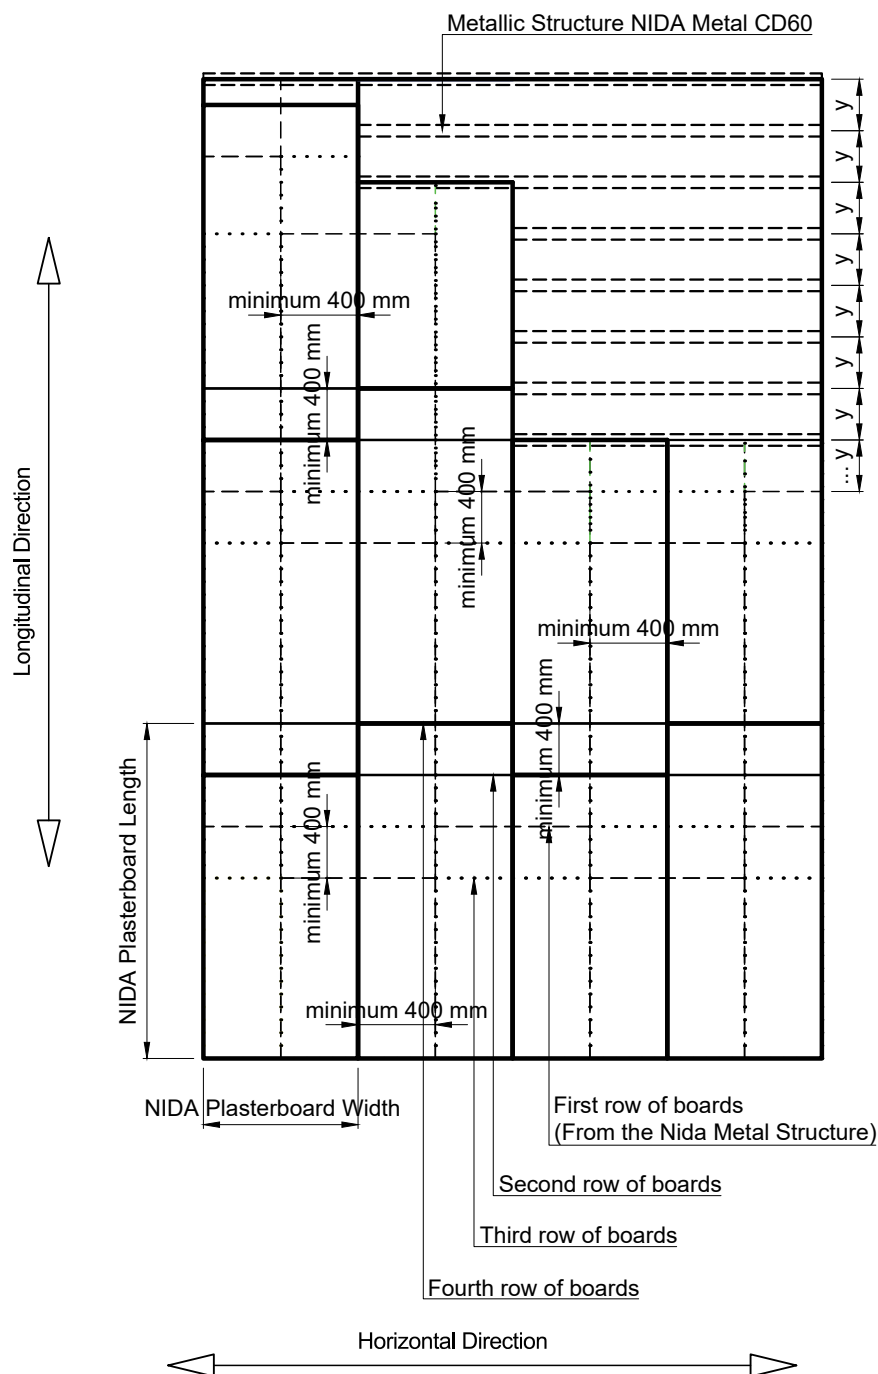 Metallic Structure NIDA Metal CD60
y
y
y
y
y
y
y
... y
minimum 400 mm
minimum 400 mm
minimum 400 mm
Longitudinal Direction
minimum 400 mm
minimum 400 mm
NIDA Plasterboard Length
minimum 400 mm
minimum 400 mm
NIDA Plasterboard Width
First row of boards
(From the Nida Metal Structure)
Second row of boards
Third row of boards
Fourth row of boards
Horizontal Direction